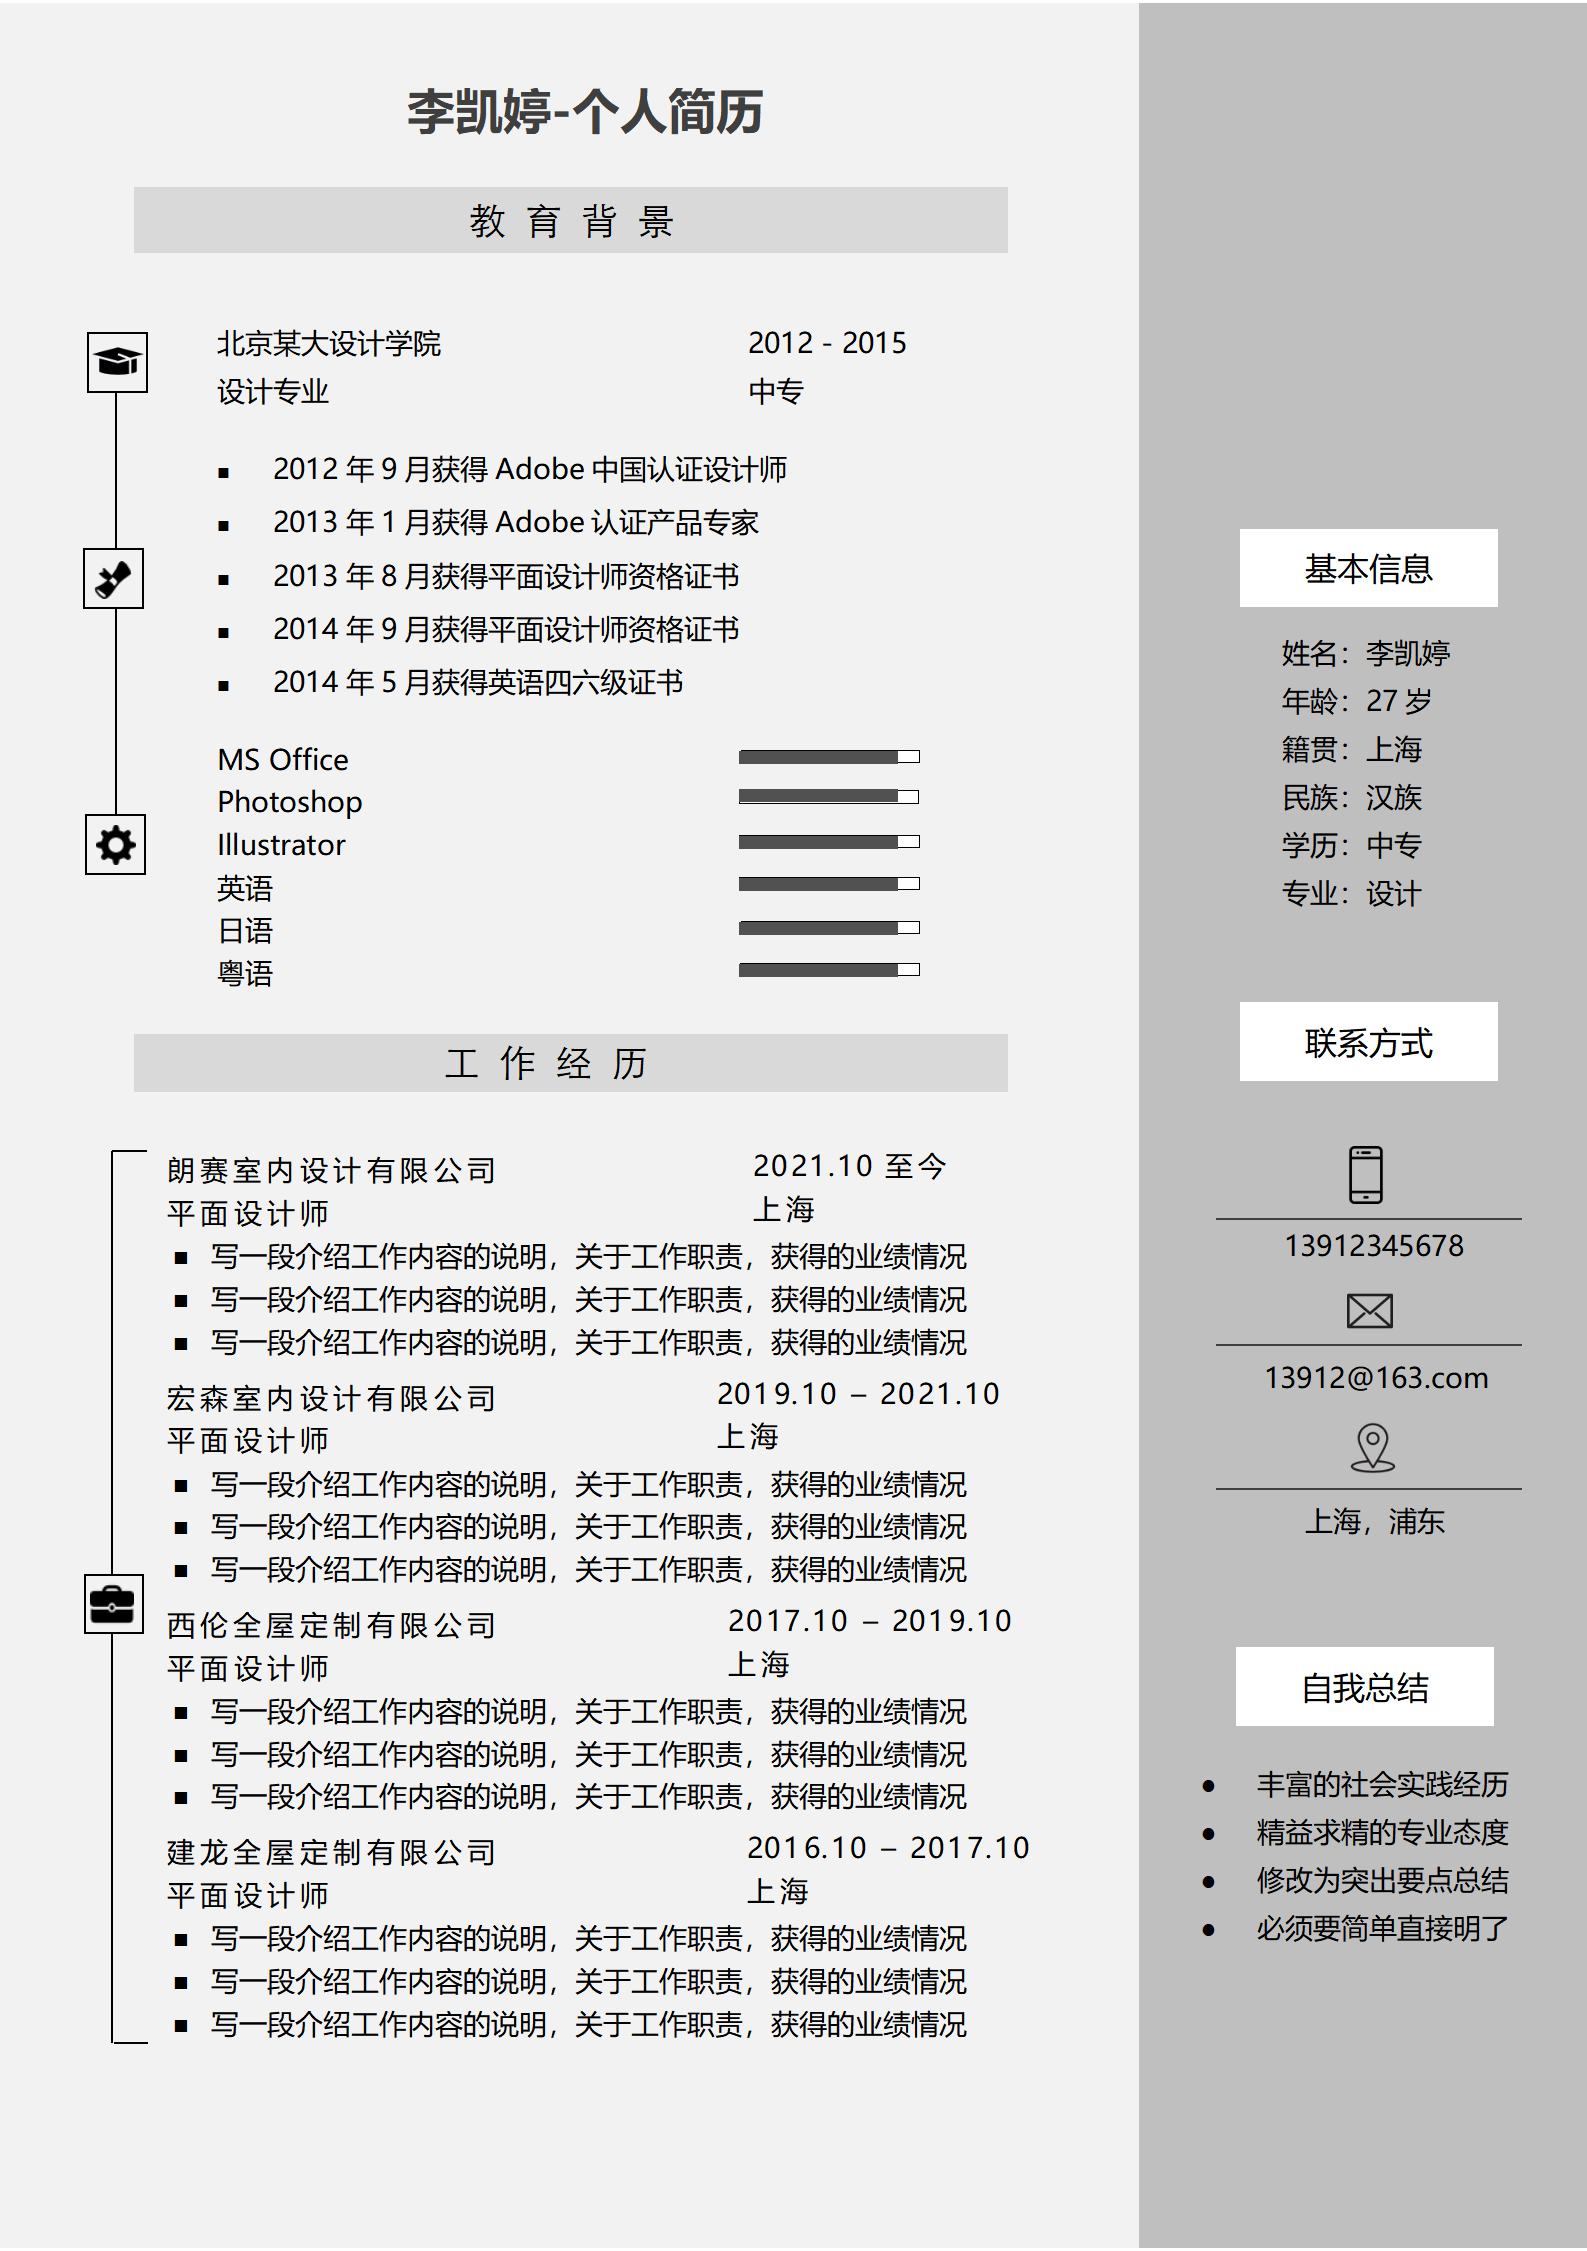 李凯婷-个人简历
教育背景
北京某大设计学院 2012 - 2015
设计专业 中专
▪ 2012 年 9 月获得 Adobe 中国认证设计师
▪ 2013 年 1 月获得 Adobe 认证产品专家
▪ 2013 年 8 月获得平面设计师资格证书
▪ 2014 年 9 月获得平面设计师资格证书
▪ 2014 年 5 月获得英语四六级证书
MS Office
Photoshop
Illustrator
英语
日语
粤语
工作经历
朗赛室内设计有限公司 2021.10 至今
平面设计师 上海
▪ 写一段介绍工作内容的说明，关于工作职责，获得的业绩情况
▪ 写一段介绍工作内容的说明，关于工作职责，获得的业绩情况
▪ 写一段介绍工作内容的说明，关于工作职责，获得的业绩情况
宏森室内设计有限公司 2019.10 – 2021.10
平面设计师 上海
▪ 写一段介绍工作内容的说明，关于工作职责，获得的业绩情况
▪ 写一段介绍工作内容的说明，关于工作职责，获得的业绩情况
▪ 写一段介绍工作内容的说明，关于工作职责，获得的业绩情况
西伦全屋定制有限公司 2017.10 – 2019.10
平面设计师 上海
▪ 写一段介绍工作内容的说明，关于工作职责，获得的业绩情况
▪ 写一段介绍工作内容的说明，关于工作职责，获得的业绩情况
▪ 写一段介绍工作内容的说明，关于工作职责，获得的业绩情况
建龙全屋定制有限公司 2016.10 – 2017.10
平面设计师 上海
▪ 写一段介绍工作内容的说明，关于工作职责，获得的业绩情况
▪ 写一段介绍工作内容的说明，关于工作职责，获得的业绩情况
▪ 写一段介绍工作内容的说明，关于工作职责，获得的业绩情况
基本信息
姓名：李凯婷
年龄：27 岁
籍贯：上海
民族：汉族
学历：中专
专业：设计
联系方式
13912345678
13912@163.com
上海，浦东
自我总结
● 丰富的社会实践经历
● 精益求精的专业态度
● 修改为突出要点总结
● 必须要简单直接明了